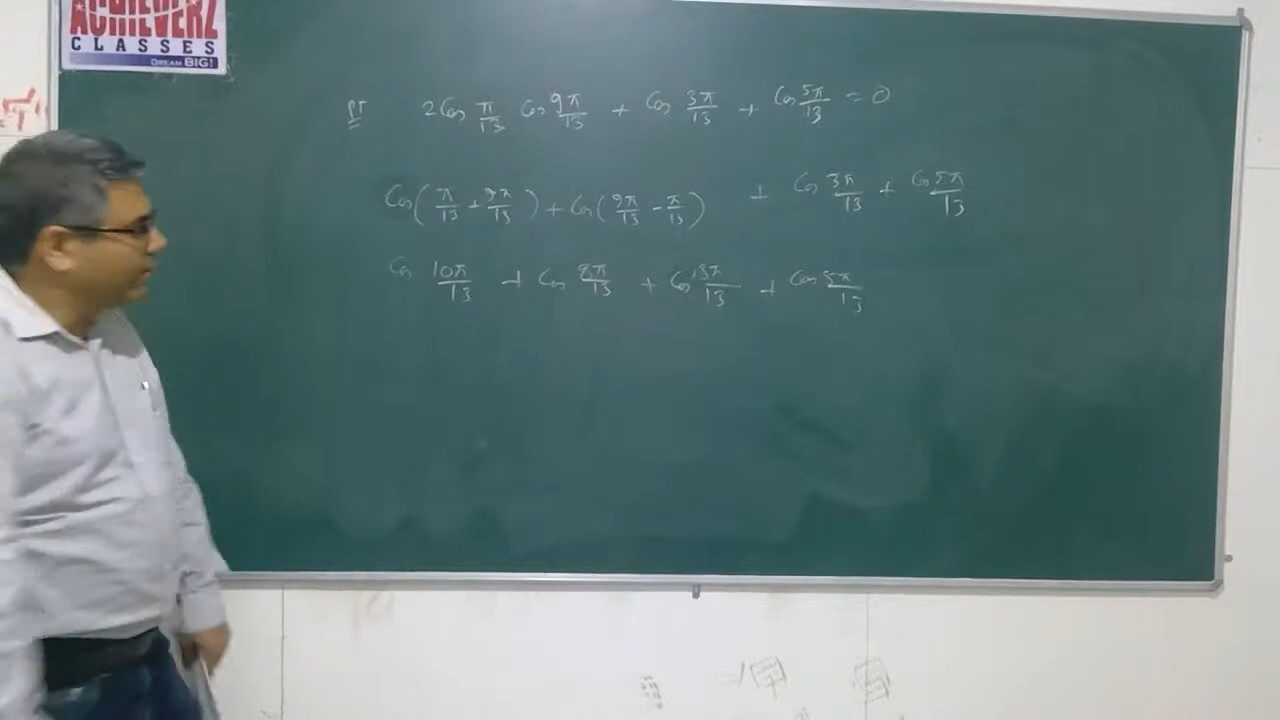 ACHIEVERZ
CLASSES
DREAM BIG!
PT 2 Cos π/13 Cos 9π/13 + Cos 3π/13 + Cos 5π/13 = 0
Cos(π/13 + 9π/13) + Cos(9π/13 - π/13) + Cos 3π/13 + Cos 5π/13
Cos 10π/13 + Cos 8π/13 + Cos 3π/13 + Cos 5π/13